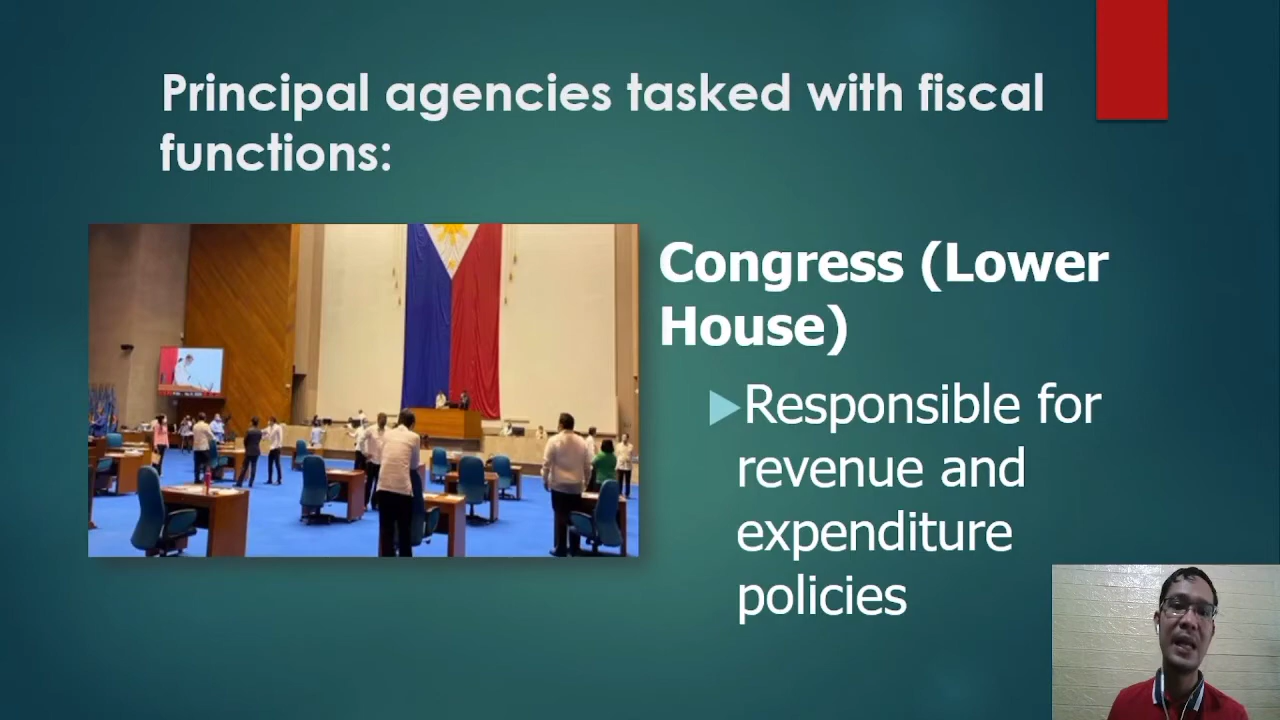 Principal agencies tasked with fiscal
functions:
Congress (Lower
House)
Responsible for
revenue and
expenditure
policies